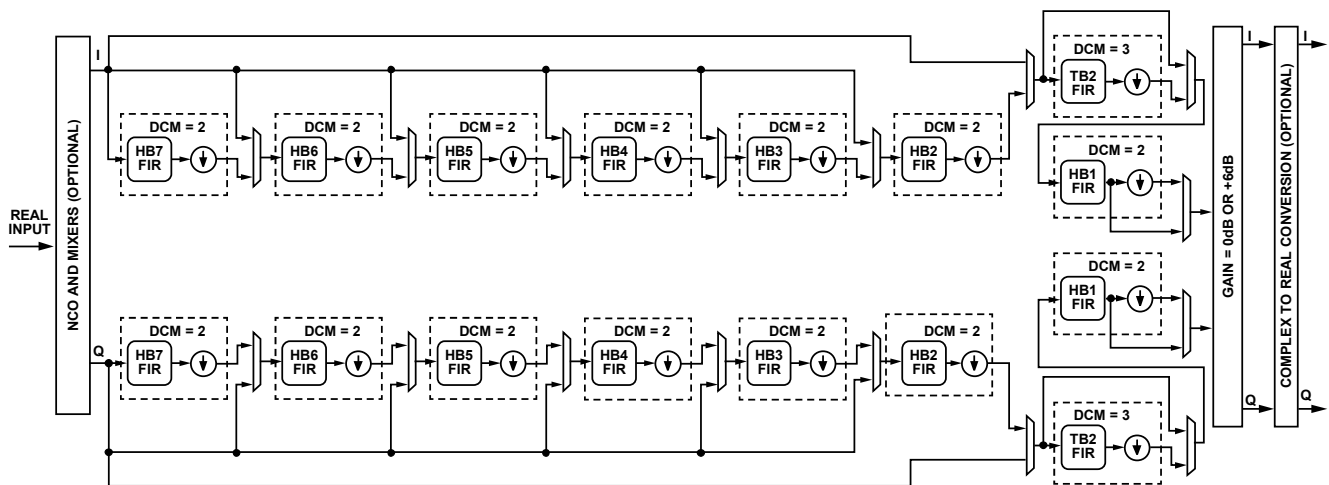 REAL
INPUT
NCO AND MIXERS (OPTIONAL)
I
DCM = 2
HB7
FIR
DCM = 2
HB6
FIR
DCM = 2
HB5
FIR
DCM = 2
HB4
FIR
DCM = 2
HB3
FIR
DCM = 2
HB2
FIR
DCM = 3
TB2
FIR
DCM = 2
HB1
FIR
DCM = 2
HB1
FIR
Q
DCM = 2
HB7
FIR
DCM = 2
HB6
FIR
DCM = 2
HB5
FIR
DCM = 2
HB4
FIR
DCM = 2
HB3
FIR
DCM = 2
HB2
FIR
DCM = 3
TB2
FIR
GAIN = 0dB OR +6dB
I
Q
COMPLEX TO REAL CONVERSION (OPTIONAL)
I
Q